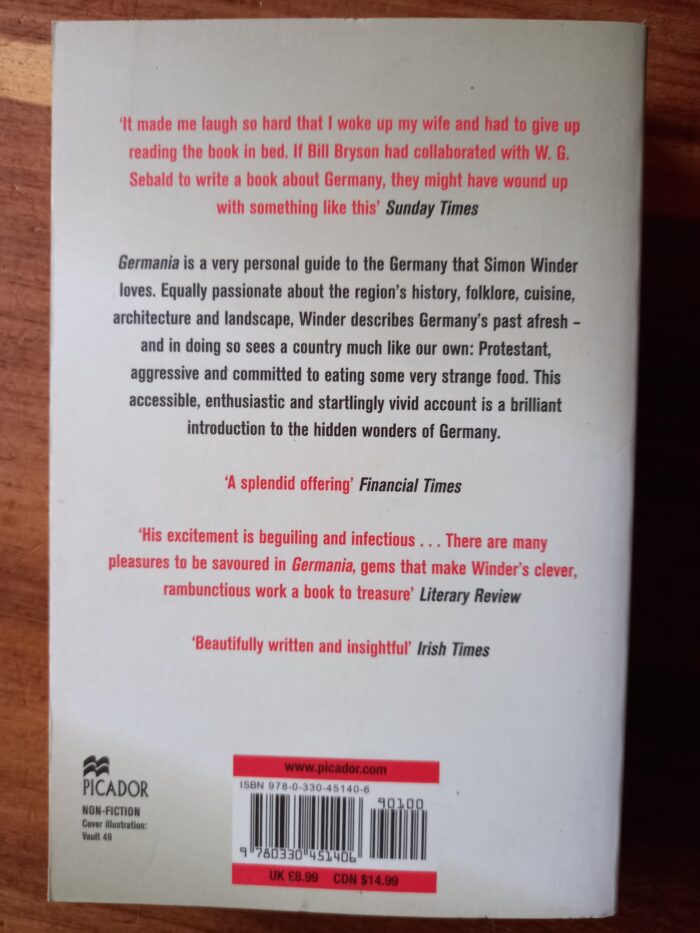 ‘It made me laugh so hard that I woke up my wife and had to give up
reading the book in bed. If Bill Bryson had collaborated with W. G.
Sebald to write a book about Germany, they might have wound up
with something like this’ Sunday Times
Germania is a very personal guide to the Germany that Simon Winder
loves. Equally passionate about the region’s history, folklore, cuisine,
architecture and landscape, Winder describes Germany’s past afresh –
and in doing so sees a country much like our own: Protestant,
aggressive and committed to eating some very strange food. This
accessible, enthusiastic and startlingly vivid account is a brilliant
introduction to the hidden wonders of Germany.
‘A splendid offering’ Financial Times
‘His excitement is beguiling and infectious . . . There are many
pleasures to be savoured in Germania, gems that make Winder’s clever,
rambunctious work a book to treasure’ Literary Review
‘Beautifully written and insightful’ Irish Times
PICADOR
NON-FICTION
Cover illustration:
Vault 49
www.picador.com
ISBN 978-0-330-45140-6
90100
9 780330 451406
UK £8.99 CDN $14.99